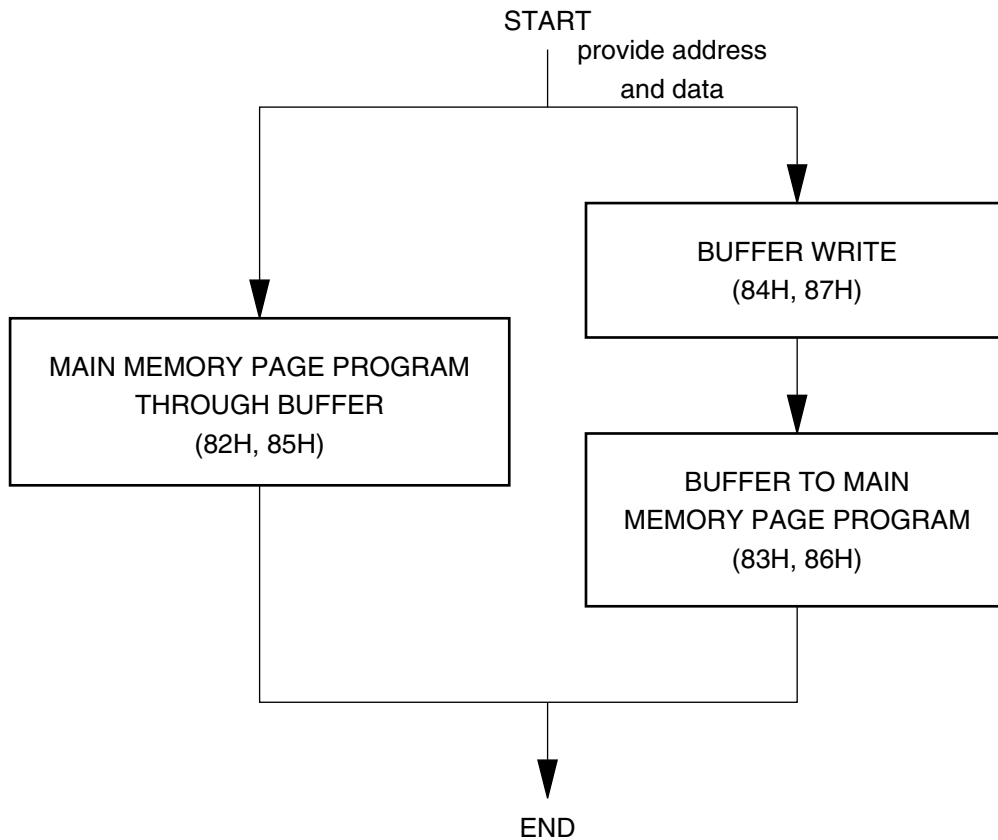 START
provide address
and data
BUFFER WRITE
(84H, 87H)
MAIN MEMORY PAGE PROGRAM
THROUGH BUFFER
(82H, 85H)
BUFFER TO MAIN
MEMORY PAGE PROGRAM
(83H, 86H)
END